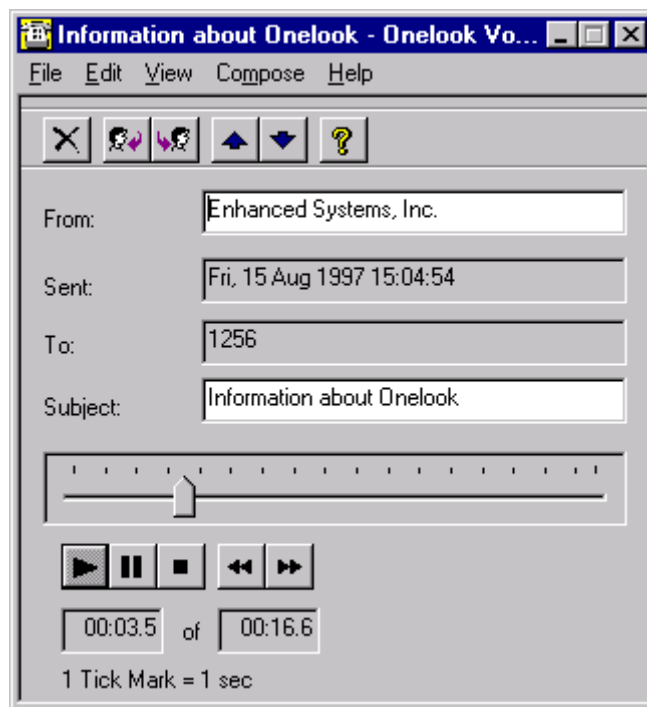 Information about Onelook - Onelook Vo...
File Edit View Compose Help
From: Enhanced Systems, Inc.
Sent: Fri, 15 Aug 1997 15:04:54
To: 1256
Subject: Information about Onelook
00:03.5 of 00:16.6
1 Tick Mark = 1 sec